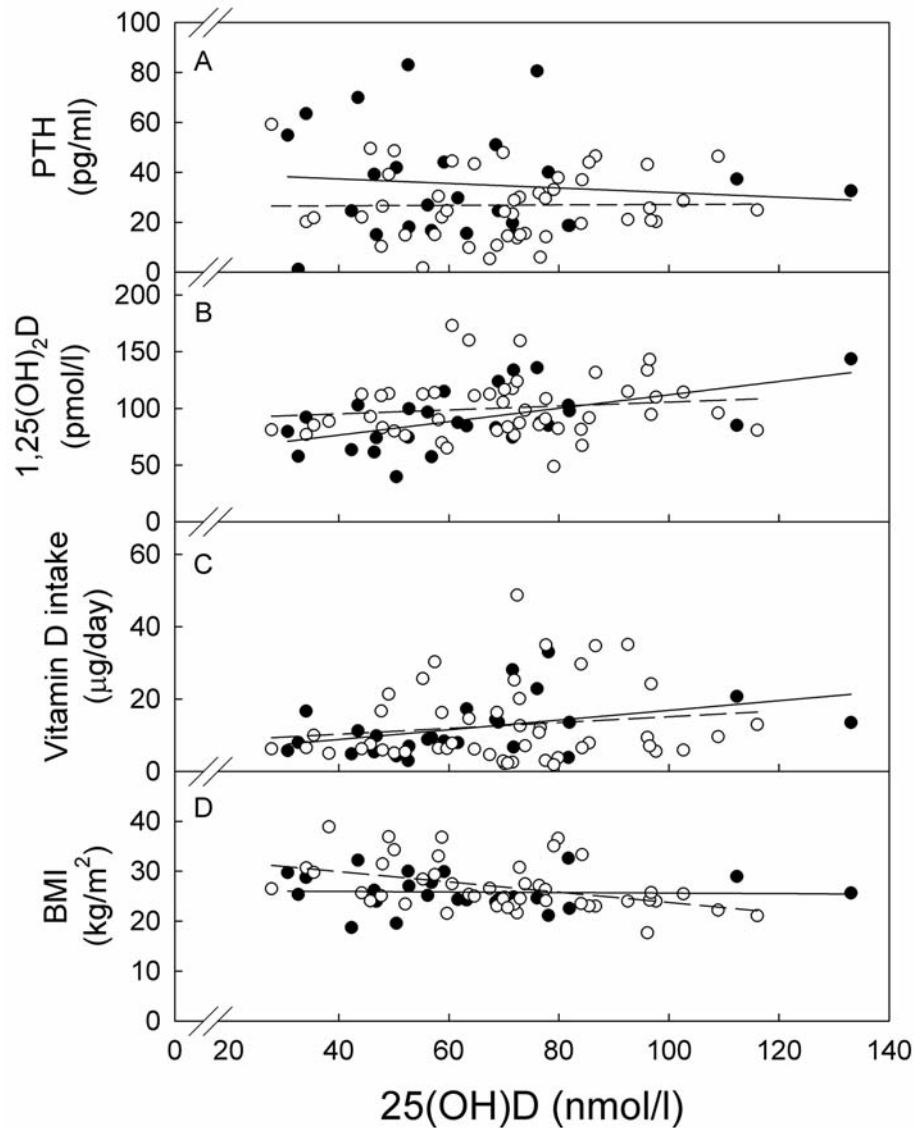 100
80
60
40
20
0
A
PTH
(pg/ml)
200
150
100
50
0
B
1,25(OH)₂D
(pmol/l)
60
40
20
0
C
Vitamin D intake
(µg/day)
40
30
20
10
0
D
BMI
(kg/m²)
0 20 40 60 80 100 120 140
25(OH)D (nmol/l)